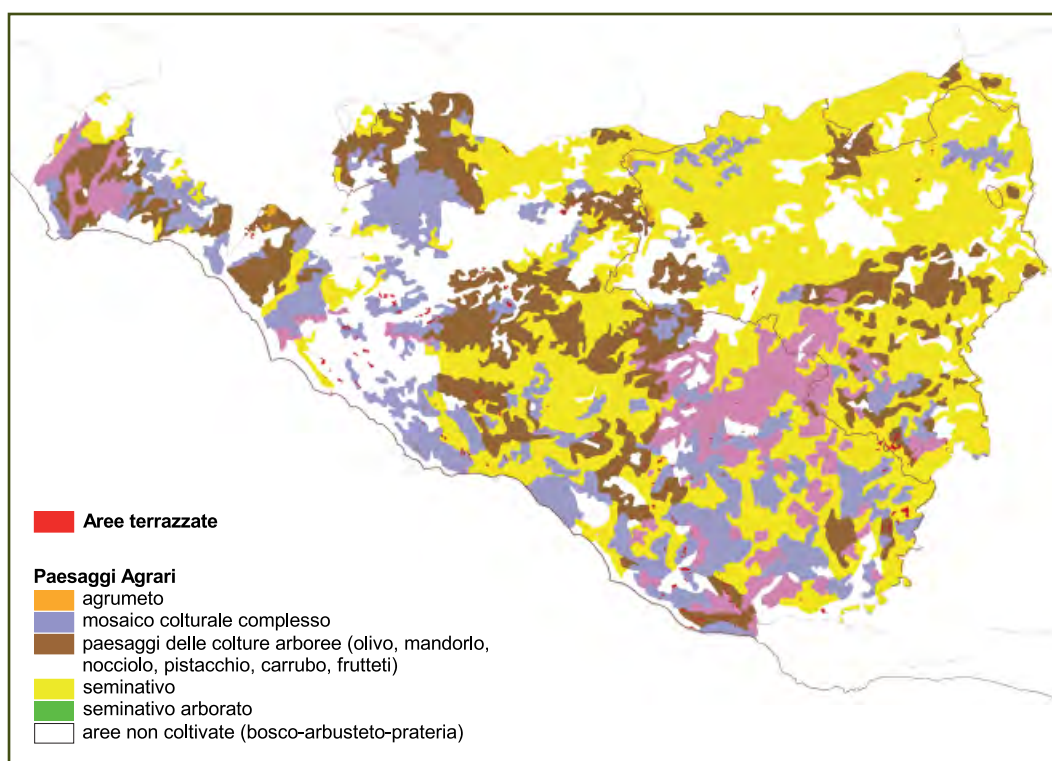 Aree terrazzate
Paesaggi Agrari
agrumeto
mosaico colturale complesso
paesaggi delle colture arboree (olivo, mandorlo,
nocciolo, pistacchio, carrubo, frutteti)
seminativo
seminativo arborato
aree non coltivate (bosco-arbusteto-prateria)